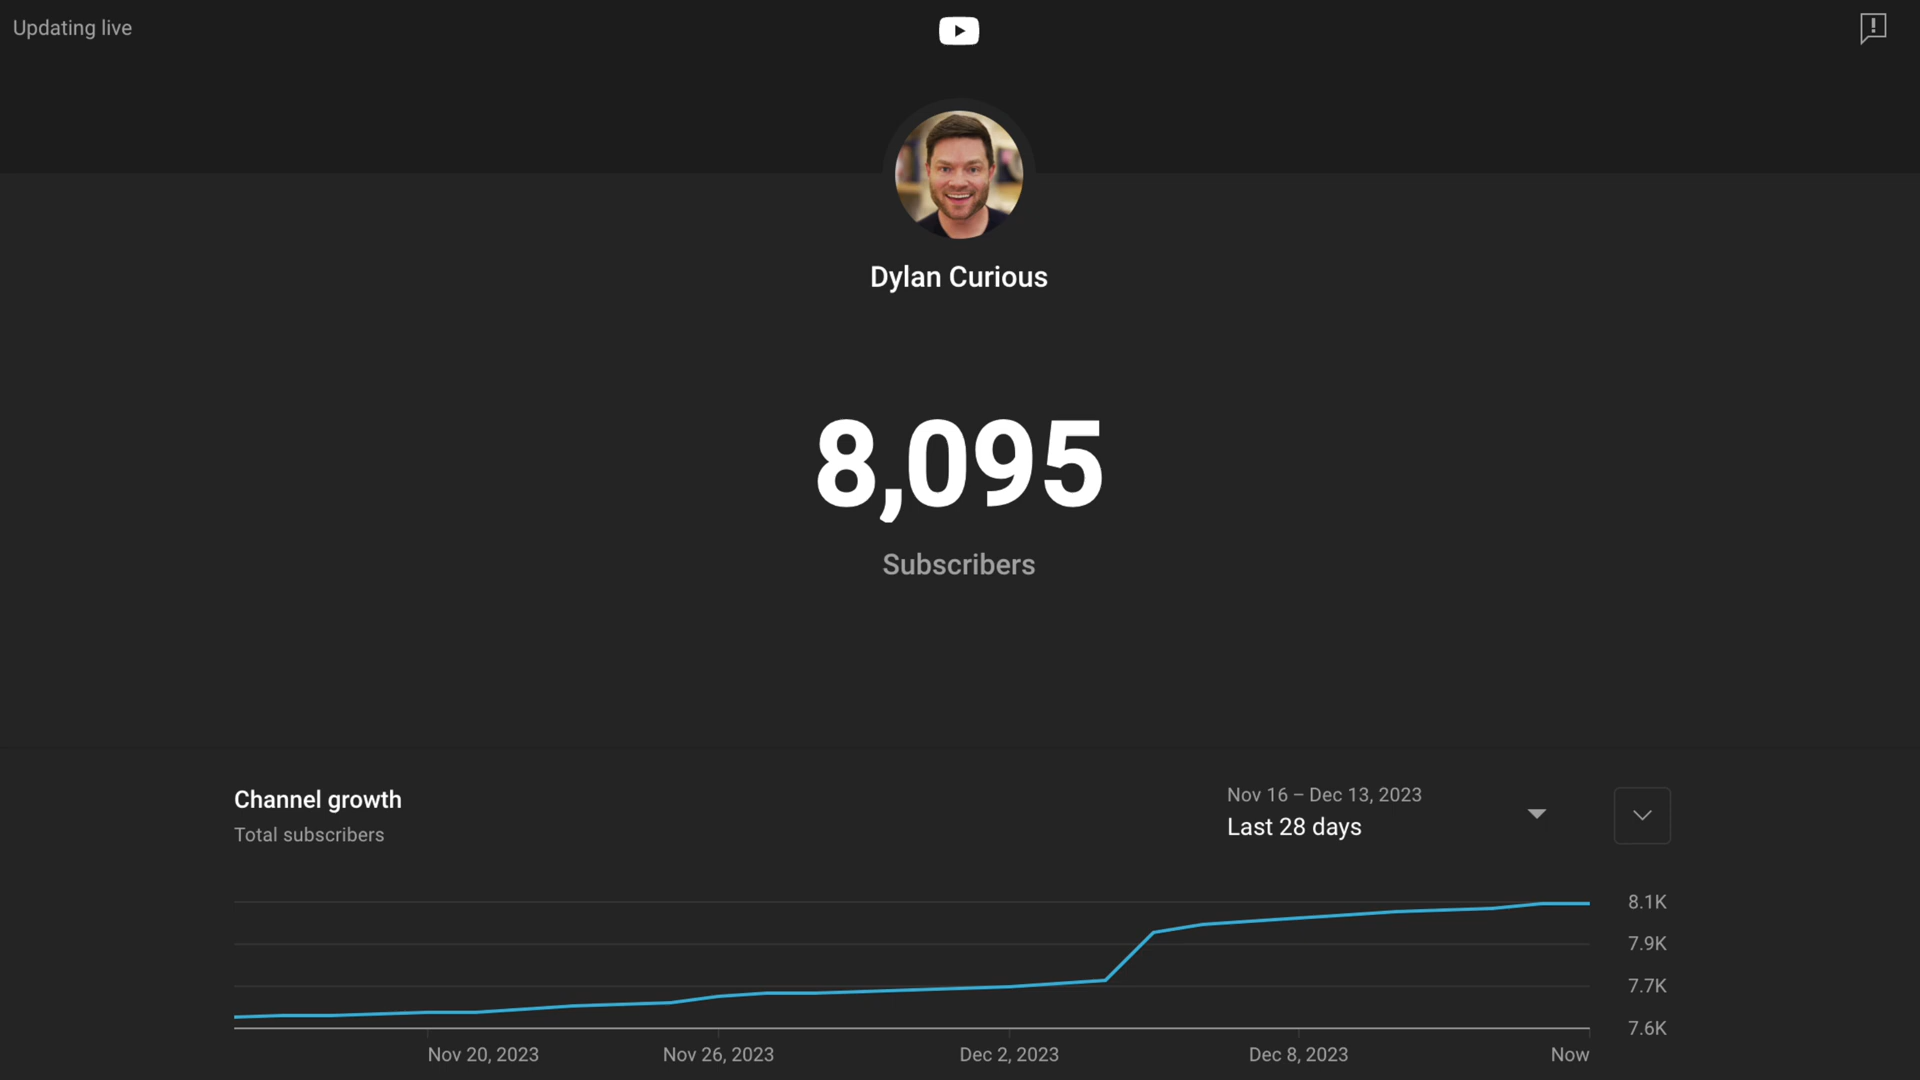 Updating live
Dylan Curious
8,095
Subscribers
Channel growth
Total subscribers
Nov 16 – Dec 13, 2023
Last 28 days
8.1K
7.9K
7.7K
7.6K
Nov 20, 2023
Nov 26, 2023
Dec 2, 2023
Dec 8, 2023
Now